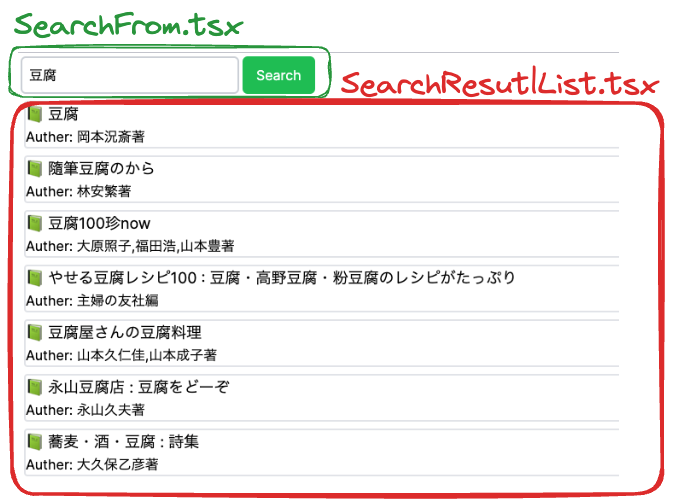 SearchFrom.tsx
豆腐 Search
SearchResutlList.tsx
豆腐
Auther: 岡本況斎著
隨筆豆腐のから
Auther: 林安繁著
豆腐100珍now
Auther: 大原照子,福田浩,山本豊著
やせる豆腐レシピ100 : 豆腐・高野豆腐・粉豆腐のレシピがたっぷり
Auther: 主婦の友社編
豆腐屋さんの豆腐料理
Auther: 山本久仁佳,山本成子著
永山豆腐店 : 豆腐をどーぞ
Auther: 永山久夫著
蕎麦・酒・豆腐 : 詩集
Auther: 大久保乙彦著